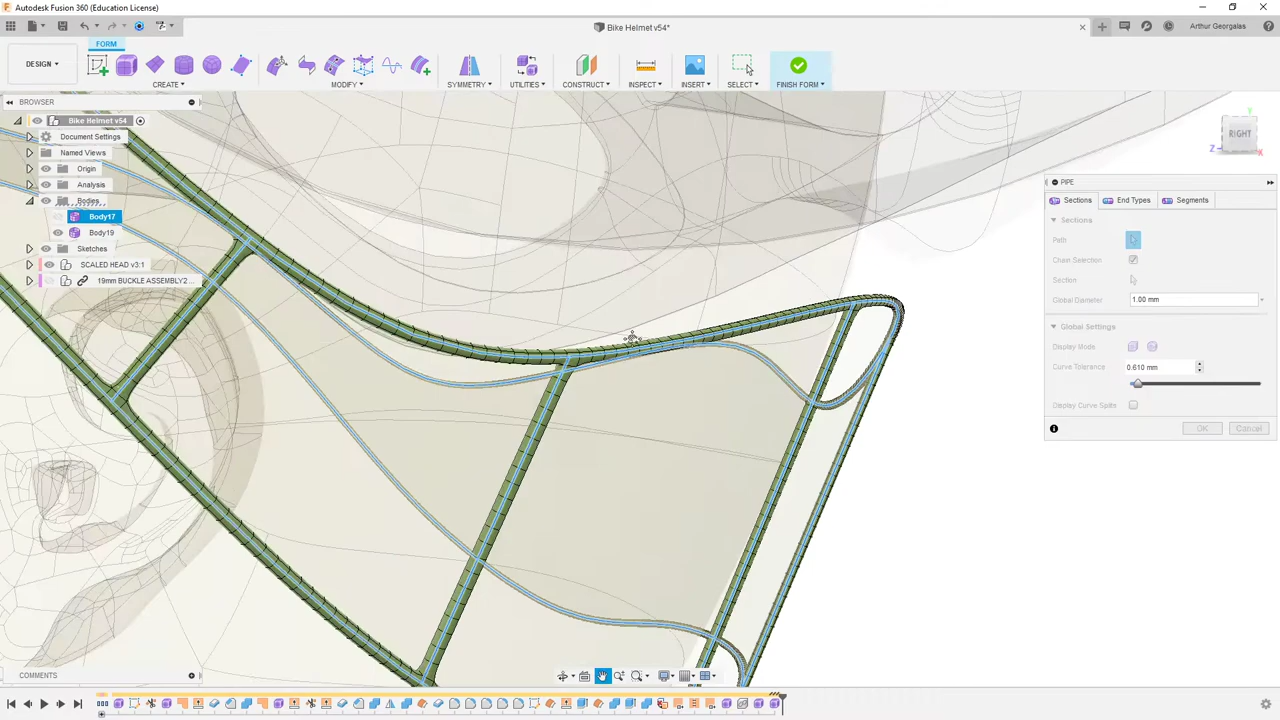 Autodesk Fusion 360 (Education License)
Bike Helmet v54*
Arthur Georgalas
FORM
DESIGN
CREATE
MODIFY
SYMMETRY
UTILITIES
CONSTRUCT
INSPECT
INSERT
SELECT
FINISH FORM
BROWSER
Bike Helmet v54
Document Settings
Named Views
Origin
Analysis
Bodies
Body17
Body19
Sketches
SCALED HEAD v3:1
19mm BUCKLE ASSEMBLY2...
Y
RIGHT
Z
X
PIPE
Sections
End Types
Segments
Sections
Path
Chain Selection
Section
Global Diameter
1.00 mm
Global Settings
Display Mode
Curve Tolerance
0.610 mm
Display Curve Splits
OK
Cancel
COMMENTS